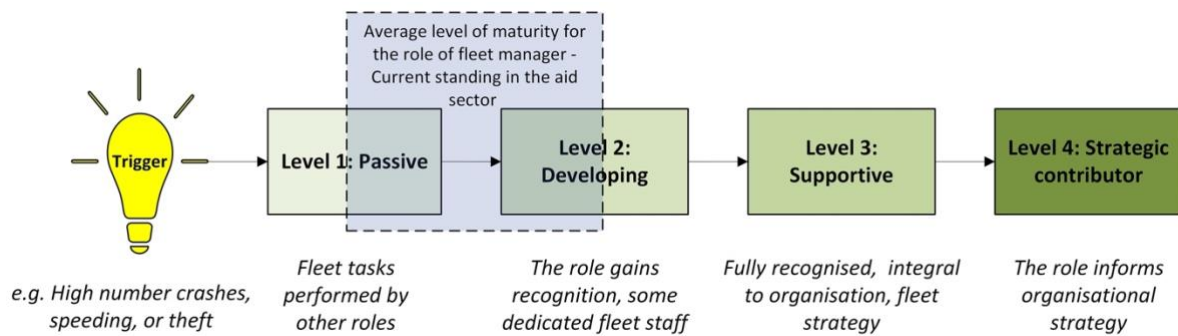 Average level of maturity for
the role of fleet manager -
Current standing in the aid
sector
Trigger
Level 1: Passive
Level 2:
Developing
Level 3:
Supportive
Level 4: Strategic
contributor
e.g. High number crashes,
speeding, or theft
Fleet tasks
performed by
other roles
The role gains
recognition, some
dedicated fleet staff
Fully recognised, integral
to organisation, fleet
strategy
The role informs
organisational
strategy